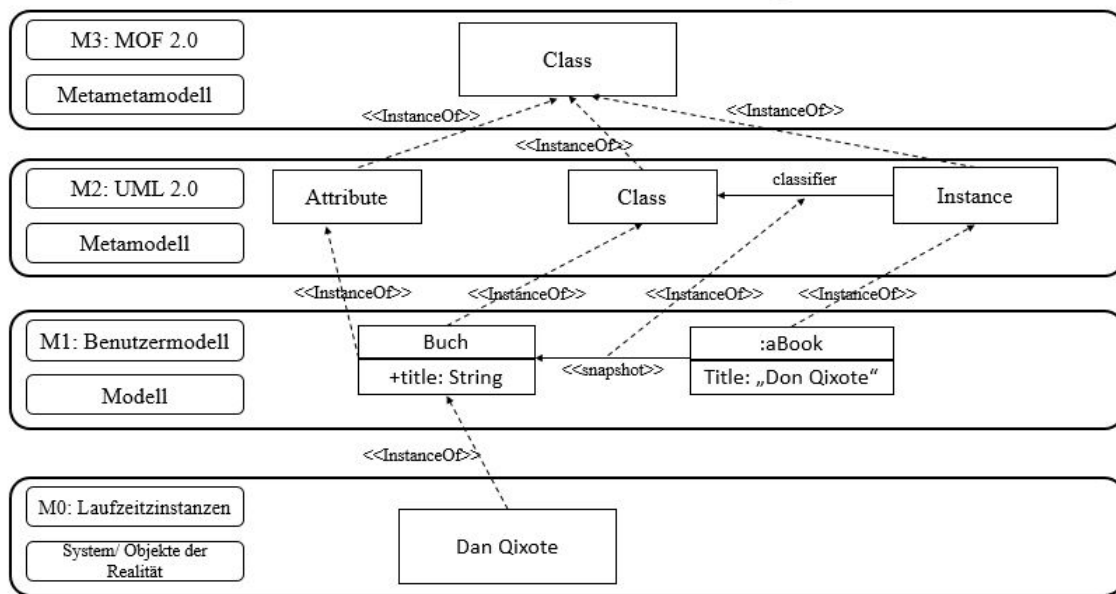 M3: MOF 2.0
Metametamodell
Class
<<InstanceOf>>
<<InstanceOf>>
<<InstanceOf>>
M2: UML 2.0
Metamodell
Attribute
Class
classifier
Instance
<<InstanceOf>>
<<InstanceOf>>
<<InstanceOf>>
<<InstanceOf>>
M1: Benutzermodell
Modell
Buch
+title: String
<<snapshot>>
:aBook
Title: „Don Qixote“
<<InstanceOf>>
M0: Laufzeitzinstanzen
System/ Objekte der
Realität
Dan Qixote